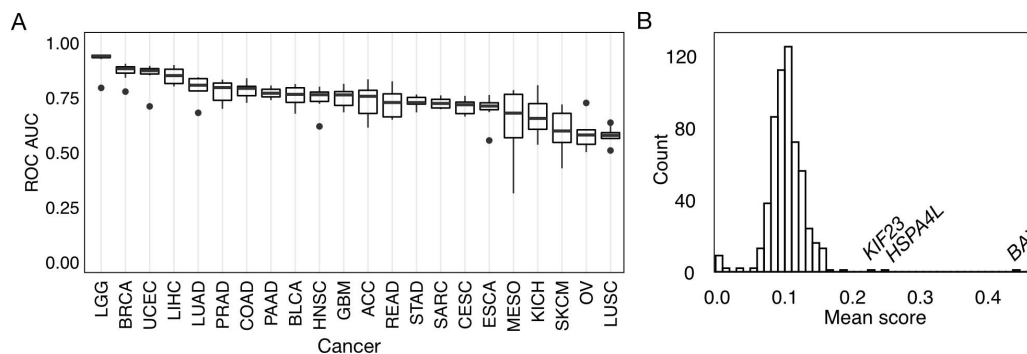 A
ROC AUC
1.00
0.75
0.50
0.25
0.00
LGG
BRCA
UCEC
LIHC
LUAD
PRAD
COAD
PAAD
BLCA
HNSC
GBM
ACC
READ
STAD
SARC
CESC
ESCA
MESO
KICH
SKCM
OV
LUSC
Cancer
B
Count
120
80
40
0
KIF23
HSPA4L
0.0 0.1 0.2 0.3 0.4
Mean score